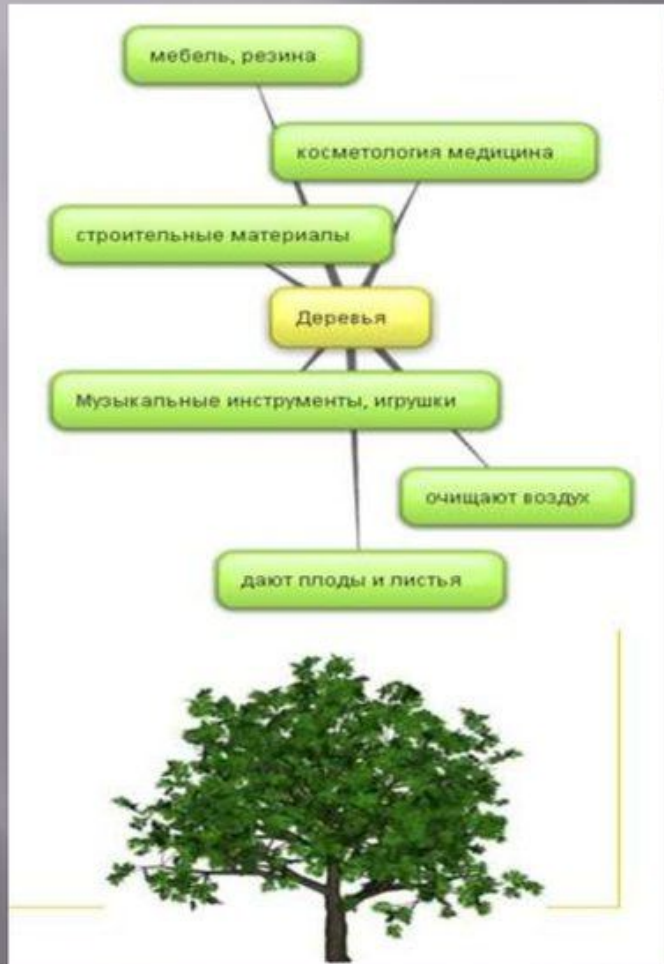 мебель, резина
косметология медицина
строительные материалы
Деревья
Музыкальные инструменты, игрушки
очищают воздух
дают плоды и листья